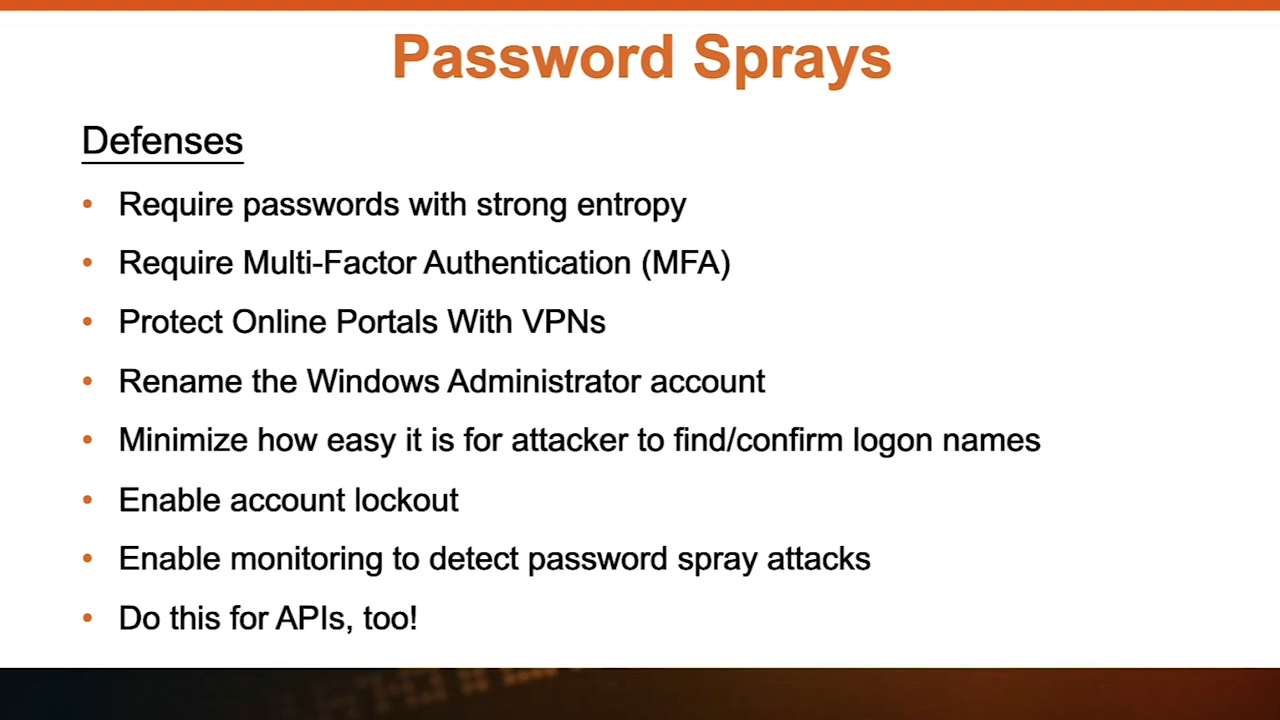 Password Sprays
Defenses
• Require passwords with strong entropy
• Require Multi-Factor Authentication (MFA)
• Protect Online Portals With VPNs
• Rename the Windows Administrator account
• Minimize how easy it is for attacker to find/confirm logon names
• Enable account lockout
• Enable monitoring to detect password spray attacks
• Do this for APIs, too!